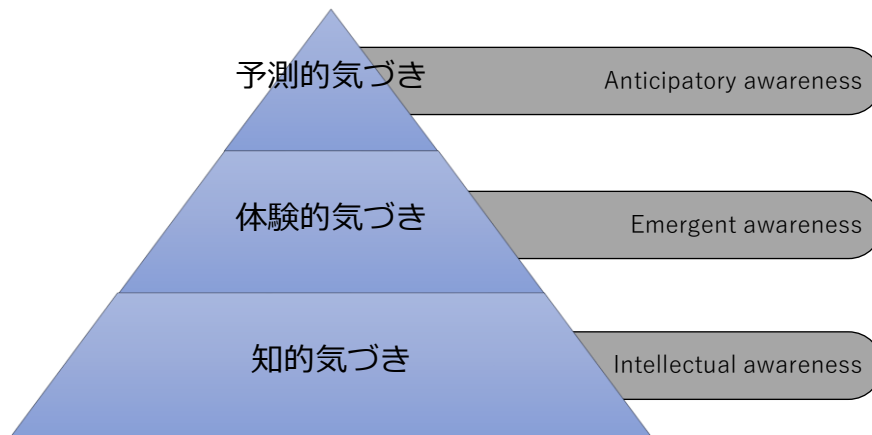 予測的気づき
Anticipatory awareness
体験的気づき
Emergent awareness
知的気づき
Intellectual awareness